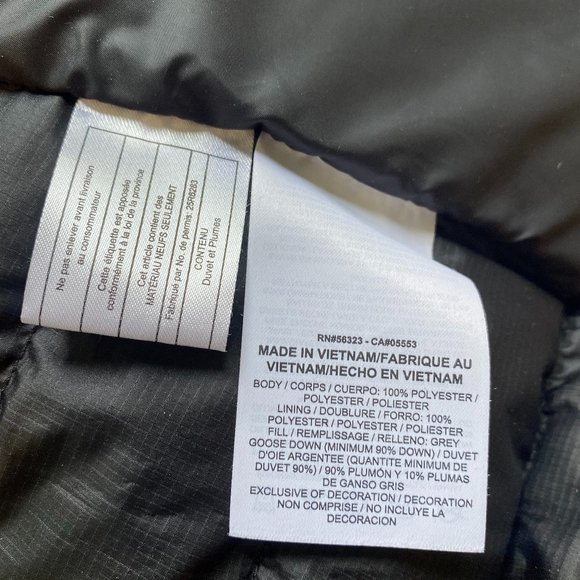 Ne pas enlever avant livraison
au consommateur
Cette étiquette est apposée
conformément à la loi de la province
Cet article contient des
MATÉRIAU NEUFS SEULEMENT
Fabriqué par No. de permis: 25R6283
CONTENU
Duvet et Plumes
RN#56323 - CA#05553
MADE IN VIETNAM/FABRIQUE AU
VIETNAM/HECHO EN VIETNAM
BODY / CORPS / CUERPO: 100% POLYESTER /
POLYESTER / POLIESTER
LINING / DOUBLURE / FORRO: 100%
POLYESTER / POLYESTER / POLIESTER
FILL / REMPLISSAGE / RELLENO: GREY
GOOSE DOWN (MINIMUM 90% DOWN) / DUVET
D'OIE ARGENTEE (QUANTITE MINIMUM DE
DUVET 90%) / 90% PLUMÓN Y 10% PLUMAS
DE GANSO GRIS
EXCLUSIVE OF DECORATION / DECORATION
NON COMPRISE / NO INCLUYE LA
DECORACION